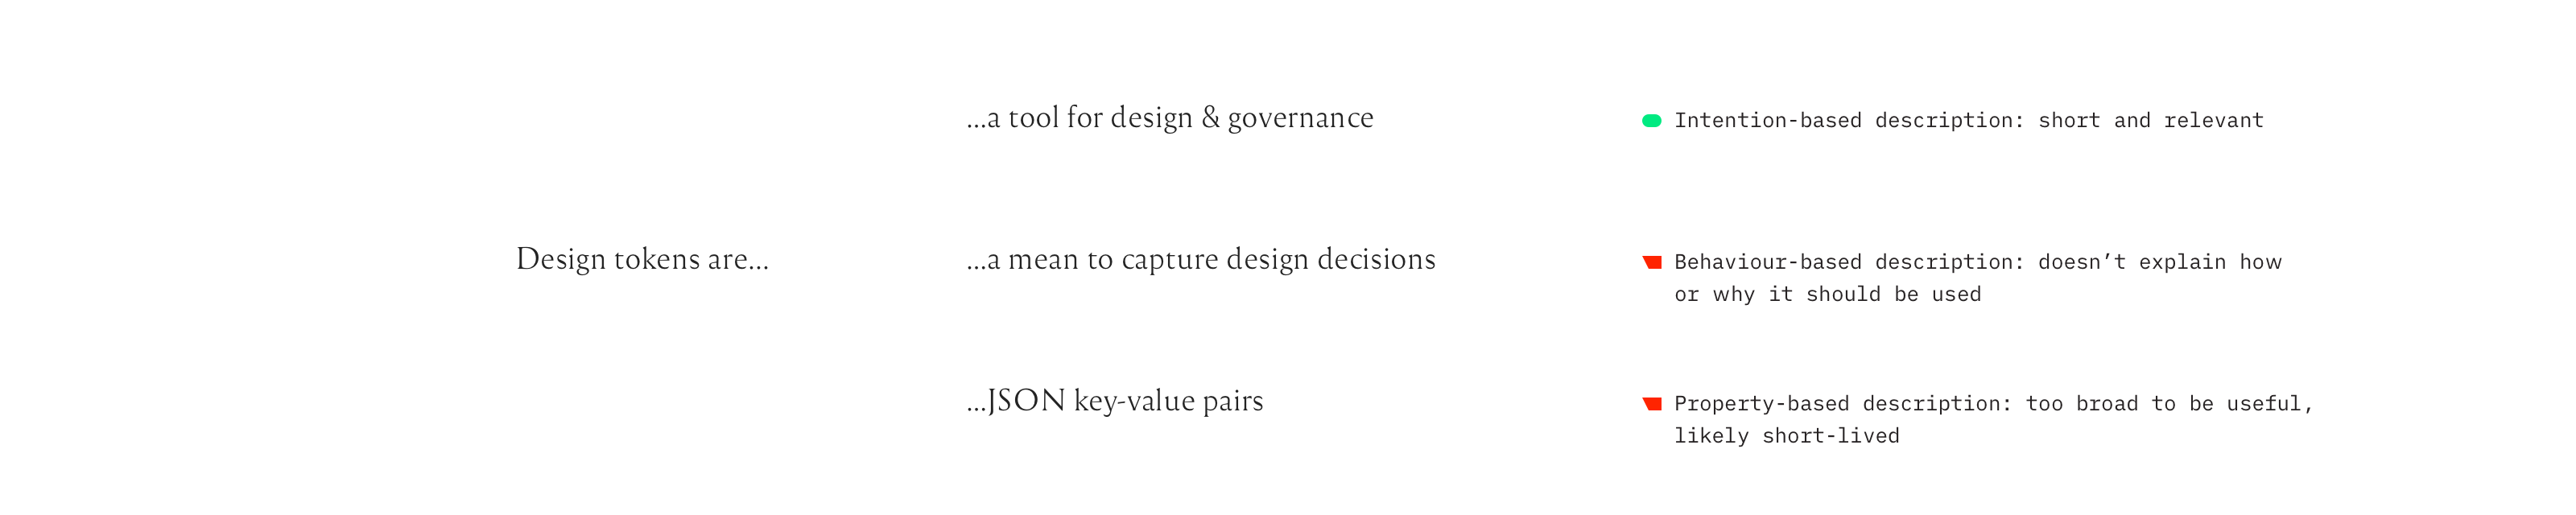 ...a tool for design & governance
Intention-based description: short and relevant
Design tokens are...
...a mean to capture design decisions
Behaviour-based description: doesn’t explain how
or why it should be used
...JSON key-value pairs
Property-based description: too broad to be useful,
likely short-lived